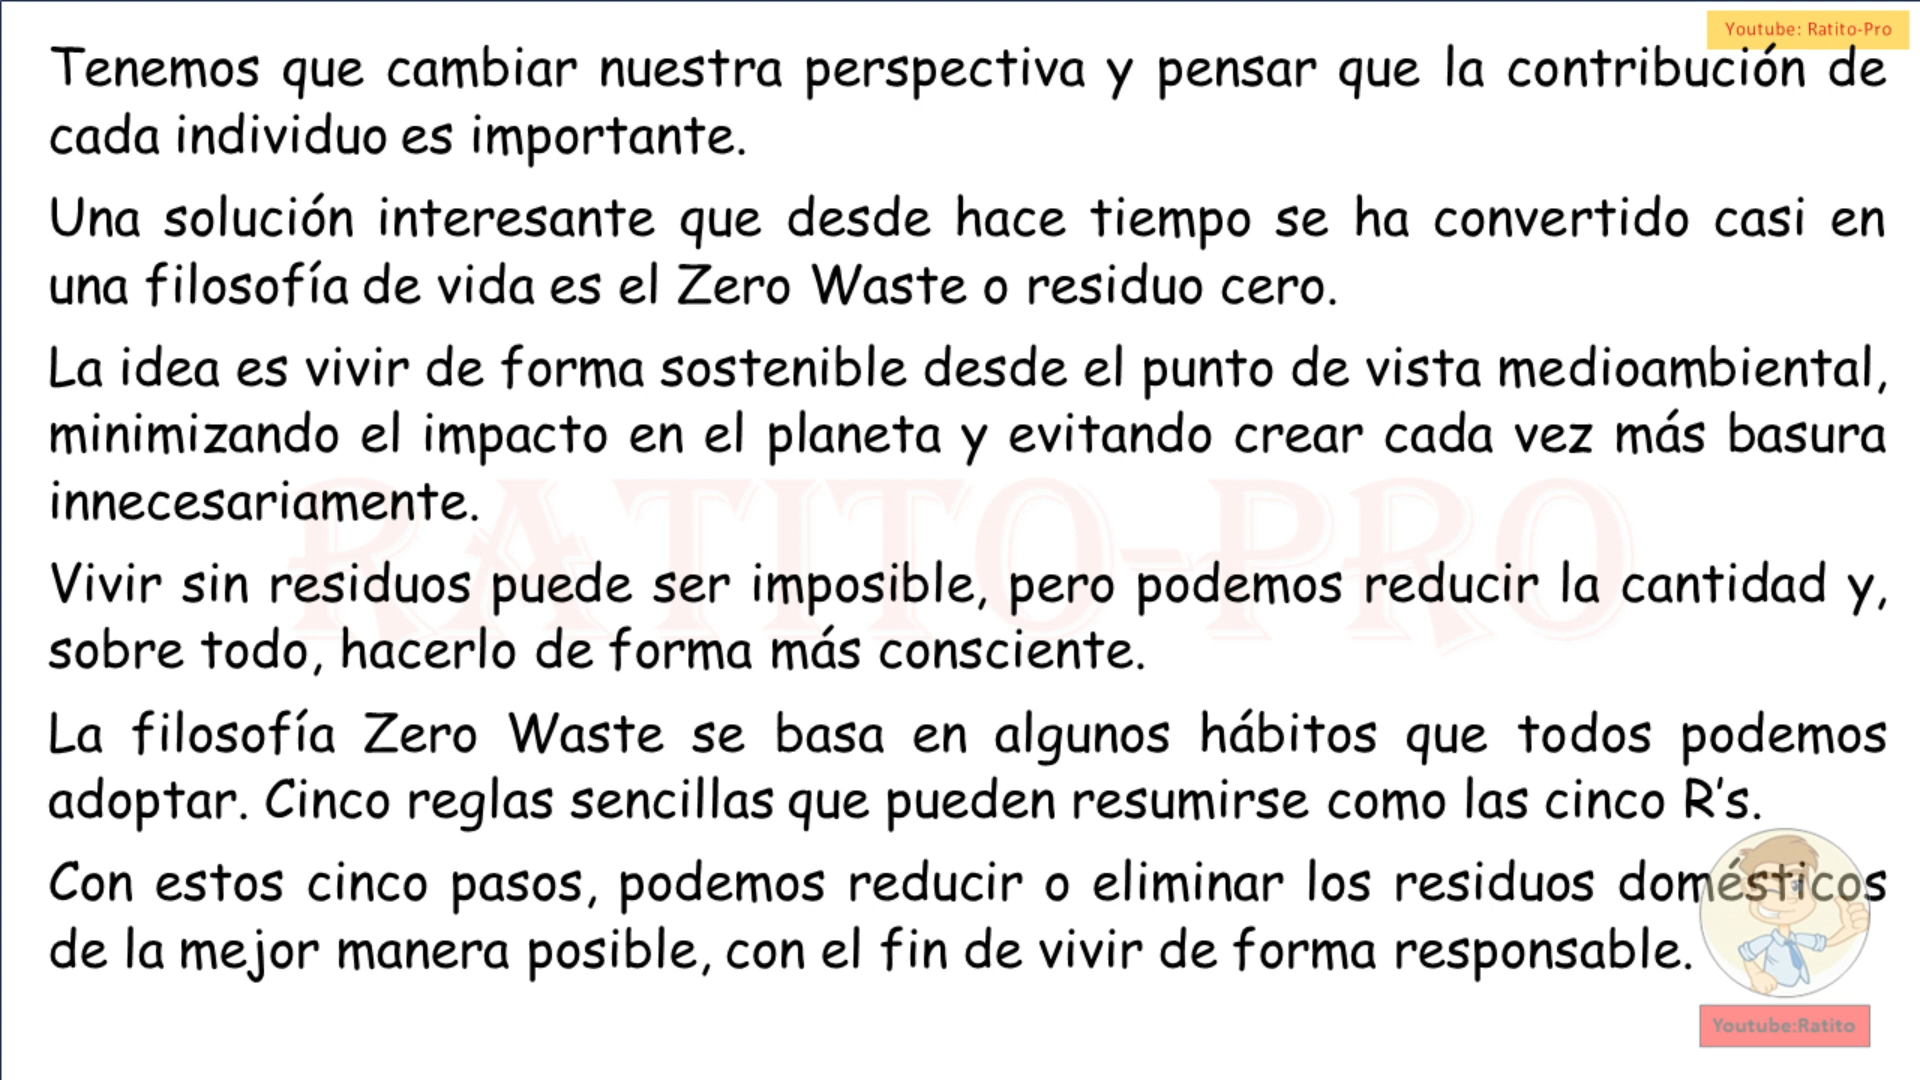 Youtube: Ratito-Pro
Tenemos que cambiar nuestra perspectiva y pensar que la contribución de
cada individuo es importante.
Una solución interesante que desde hace tiempo se ha convertido casi en
una filosofía de vida es el Zero Waste o residuo cero.
La idea es vivir de forma sostenible desde el punto de vista medioambiental,
minimizando el impacto en el planeta y evitando crear cada vez más basura
innecesariamente.
RATITO-PRO
Vivir sin residuos puede ser imposible, pero podemos reducir la cantidad y,
sobre todo, hacerlo de forma más consciente.
La filosofía Zero Waste se basa en algunos hábitos que todos podemos
adoptar. Cinco reglas sencillas que pueden resumirse como las cinco R’s.
Con estos cinco pasos, podemos reducir o eliminar los residuos domésticos
de la mejor manera posible, con el fin de vivir de forma responsable.
Youtube:Ratito